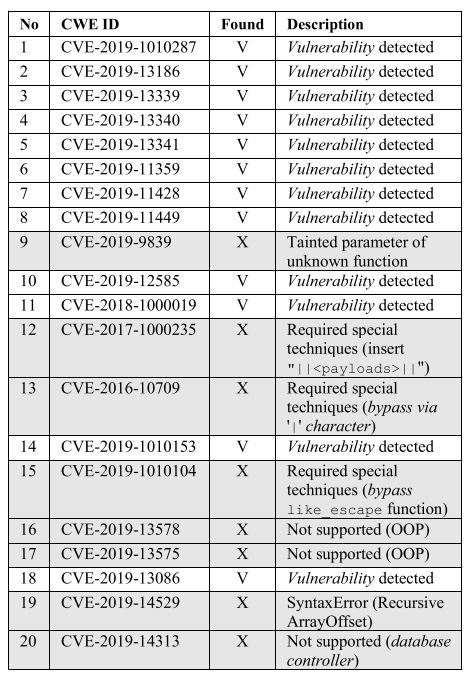 No CWE ID Found Description
1 CVE-2019-1010287 V Vulnerability detected
2 CVE-2019-13186 V Vulnerability detected
3 CVE-2019-13339 V Vulnerability detected
4 CVE-2019-13340 V Vulnerability detected
5 CVE-2019-13341 V Vulnerability detected
6 CVE-2019-11359 V Vulnerability detected
7 CVE-2019-11428 V Vulnerability detected
8 CVE-2019-11449 V Vulnerability detected
9 CVE-2019-9839 X Tainted parameter of
unknown function
10 CVE-2019-12585 V Vulnerability detected
11 CVE-2018-1000019 V Vulnerability detected
12 CVE-2017-1000235 X Required special
techniques (insert
"||<payloads>||")
13 CVE-2016-10709 X Required special
techniques (bypass via
'|' character)
14 CVE-2019-1010153 V Vulnerability detected
15 CVE-2019-1010104 X Required special
techniques (bypass
like_escape function)
16 CVE-2019-13578 X Not supported (OOP)
17 CVE-2019-13575 X Not supported (OOP)
18 CVE-2019-13086 V Vulnerability detected
19 CVE-2019-14529 X SyntaxError (Recursive
ArrayOffset)
20 CVE-2019-14313 X Not supported (database
controller)